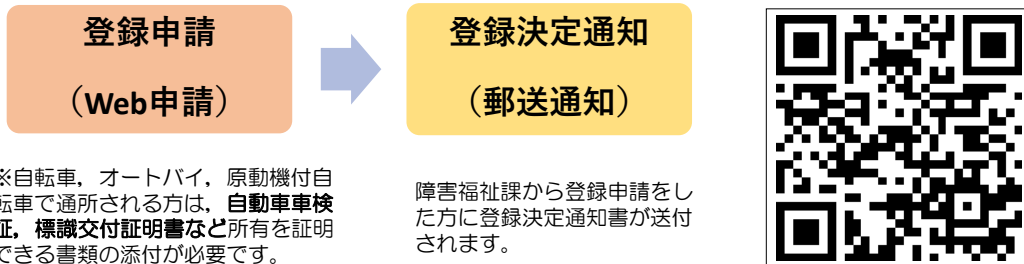 登録申請
（Web申請）
登録決定通知
（郵送通知）
※自転車，オートバイ，原動機付自
転車で通所される方は，自動車車検
証，標識交付証明書など所有を証明
できる書類の添付が必要です。
障害福祉課から登録申請をし
た方に登録決定通知書が送付
されます。